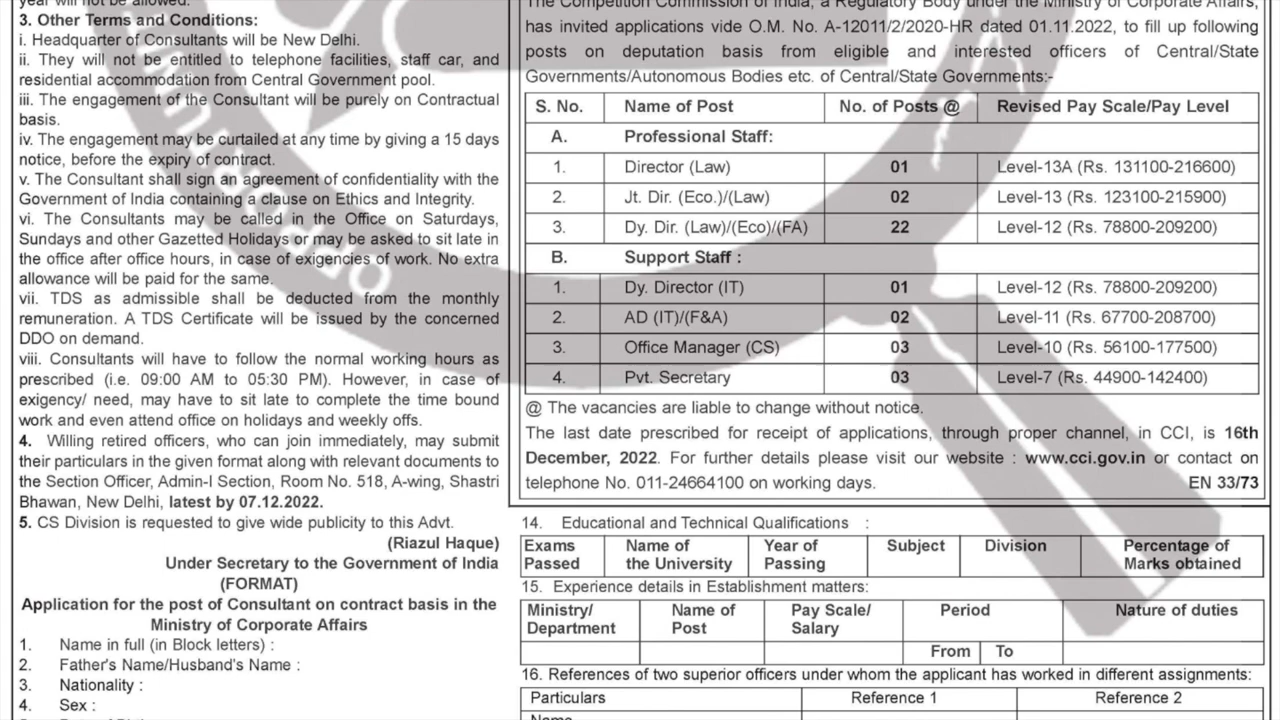 year will not be allowed.
3. Other Terms and Conditions:
i. Headquarter of Consultants will be New Delhi.
ii. They will not be entitled to telephone facilities, staff car, and
residential accommodation from Central Government pool.
iii. The engagement of the Consultant will be purely on Contractual
basis.
iv. The engagement may be curtailed at any time by giving a 15 days
notice, before the expiry of contract.
v. The Consultant shall sign an agreement of confidentiality with the
Government of India containing a clause on Ethics and Integrity.
vi. The Consultants may be called in the Office on Saturdays,
Sundays and other Gazetted Holidays or may be asked to sit late in
the office after office hours, in case of exigencies of work. No extra
allowance will be paid for the same.
vii. TDS as admissible shall be deducted from the monthly
remuneration. A TDS Certificate will be issued by the concerned
DDO on demand.
viii. Consultants will have to follow the normal working hours as
prescribed (i.e. 09:00 AM to 05:30 PM). However, in case of
exigency/ need, may have to sit late to complete the time bound
work and even attend office on holidays and weekly offs.
4. Willing retired officers, who can join immediately, may submit
their particulars in the given format along with relevant documents to
the Section Officer, Admin-I Section, Room No. 518, A-wing, Shastri
Bhawan, New Delhi, latest by 07.12.2022.
5. CS Division is requested to give wide publicity to this Advt.
(Riazul Haque)
Under Secretary to the Government of India
(FORMAT)
Application for the post of Consultant on contract basis in the
Ministry of Corporate Affairs
1. Name in full (in Block letters) :
2. Father's Name/Husband's Name :
3. Nationality :
4. Sex :
The Competition Commission of India, a Regulatory Body under the Ministry of Corporate Affairs,
has invited applications vide O.M. No. A-12011/2/2020-HR dated 01.11.2022, to fill up following
posts on deputation basis from eligible and interested officers of Central/State
Governments/Autonomous Bodies etc. of Central/State Governments:-
S. No. Name of Post No. of Posts @ Revised Pay Scale/Pay Level
A. Professional Staff:
1. Director (Law) 01 Level-13A (Rs. 131100-216600)
2. Jt. Dir. (Eco.)/(Law) 02 Level-13 (Rs. 123100-215900)
3. Dy. Dir. (Law)/(Eco)/(FA) 22 Level-12 (Rs. 78800-209200)
B. Support Staff :
1. Dy. Director (IT) 01 Level-12 (Rs. 78800-209200)
2. AD (IT)/(F&A) 02 Level-11 (Rs. 67700-208700)
3. Office Manager (CS) 03 Level-10 (Rs. 56100-177500)
4. Pvt. Secretary 03 Level-7 (Rs. 44900-142400)
@ The vacancies are liable to change without notice.
The last date prescribed for receipt of applications, through proper channel, in CCI, is 16th
December, 2022. For further details please visit our website : www.cci.gov.in or contact on
telephone No. 011-24664100 on working days. EN 33/73
14. Educational and Technical Qualifications :
Exams Name of Year of Subject Division Percentage of
Passed the University Passing Marks obtained
15. Experience details in Establishment matters:
Ministry/ Name of Pay Scale/ Period Nature of duties
Department Post Salary
From To
16. References of two superior officers under whom the applicant has worked in different assignments:
Particulars Reference 1 Reference 2
Name